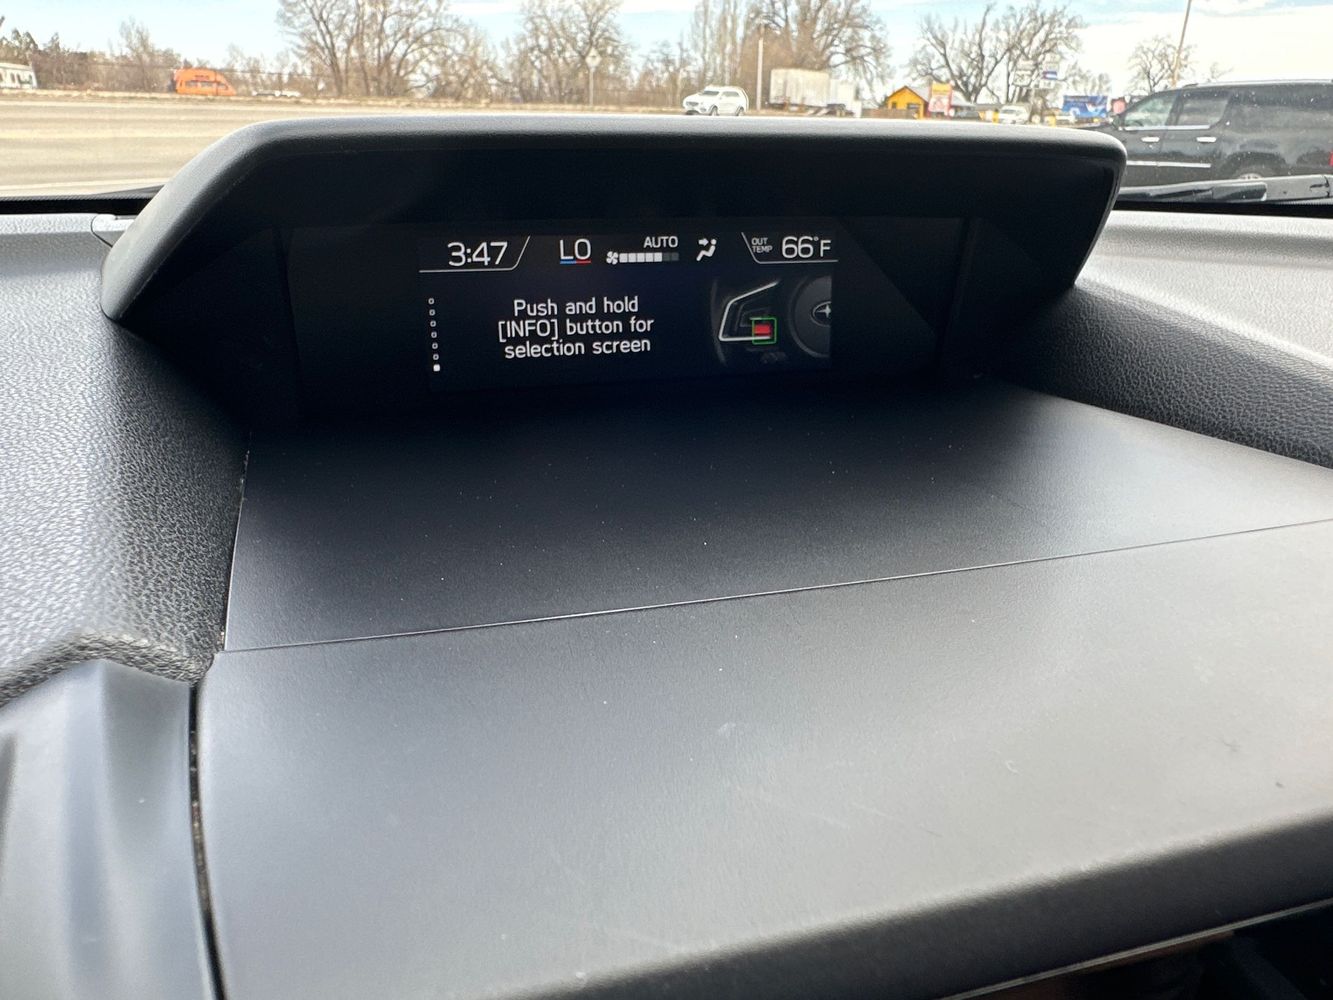 3:47
LO
AUTO
OUT
TEMP
66°F
Push and hold
[INFO] button for
selection screen